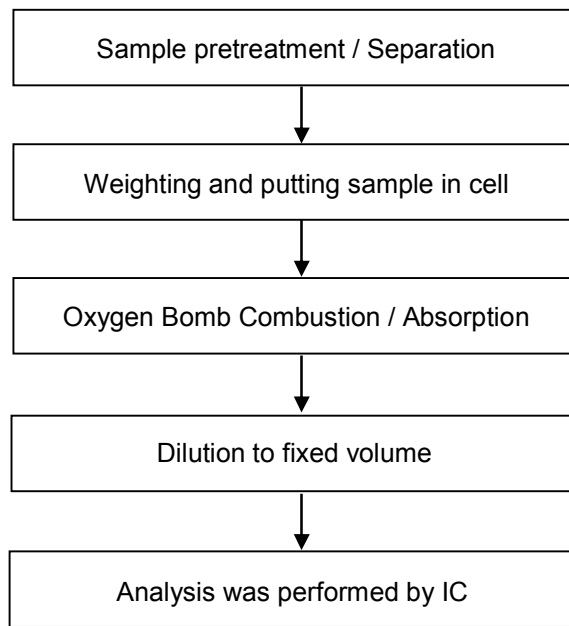 Sample pretreatment / Separation
Weighting and putting sample in cell
Oxygen Bomb Combustion / Absorption
Dilution to fixed volume
Analysis was performed by IC